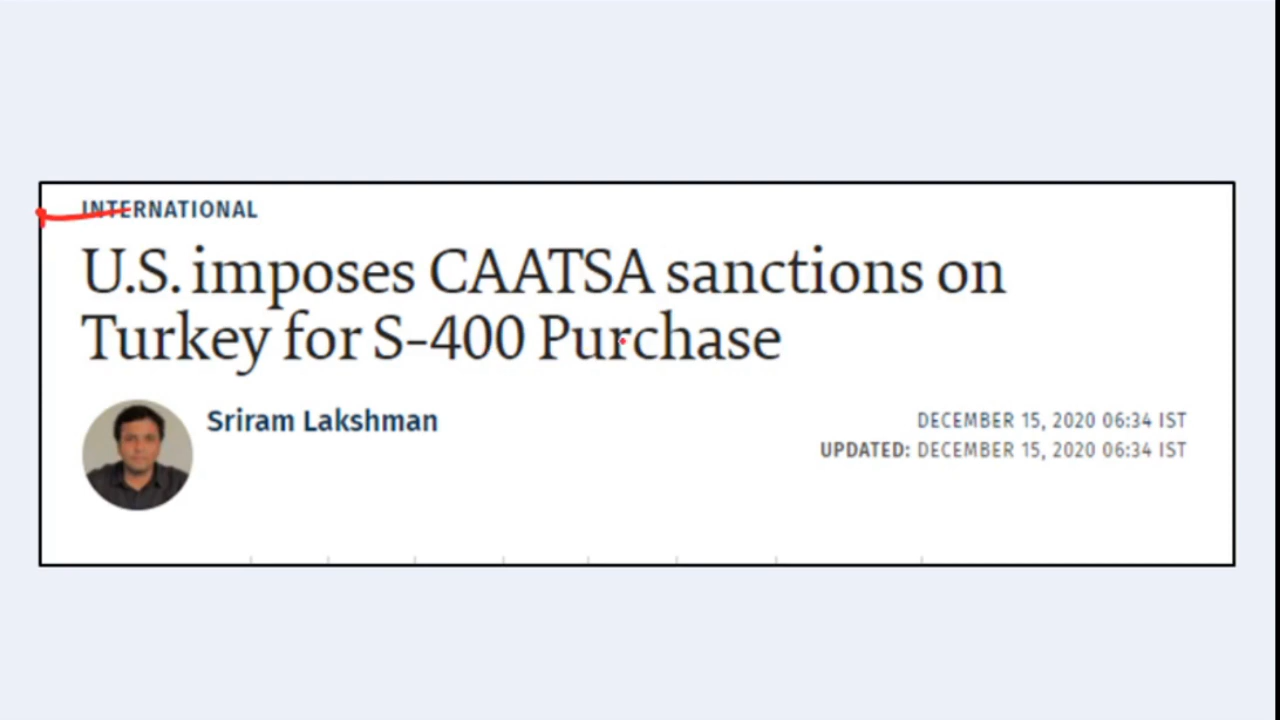 INTERNATIONAL
U.S. imposes CAATSA sanctions on
Turkey for S-400 Purchase
Sriram Lakshman
DECEMBER 15, 2020 06:34 IST
UPDATED: DECEMBER 15, 2020 06:34 IST